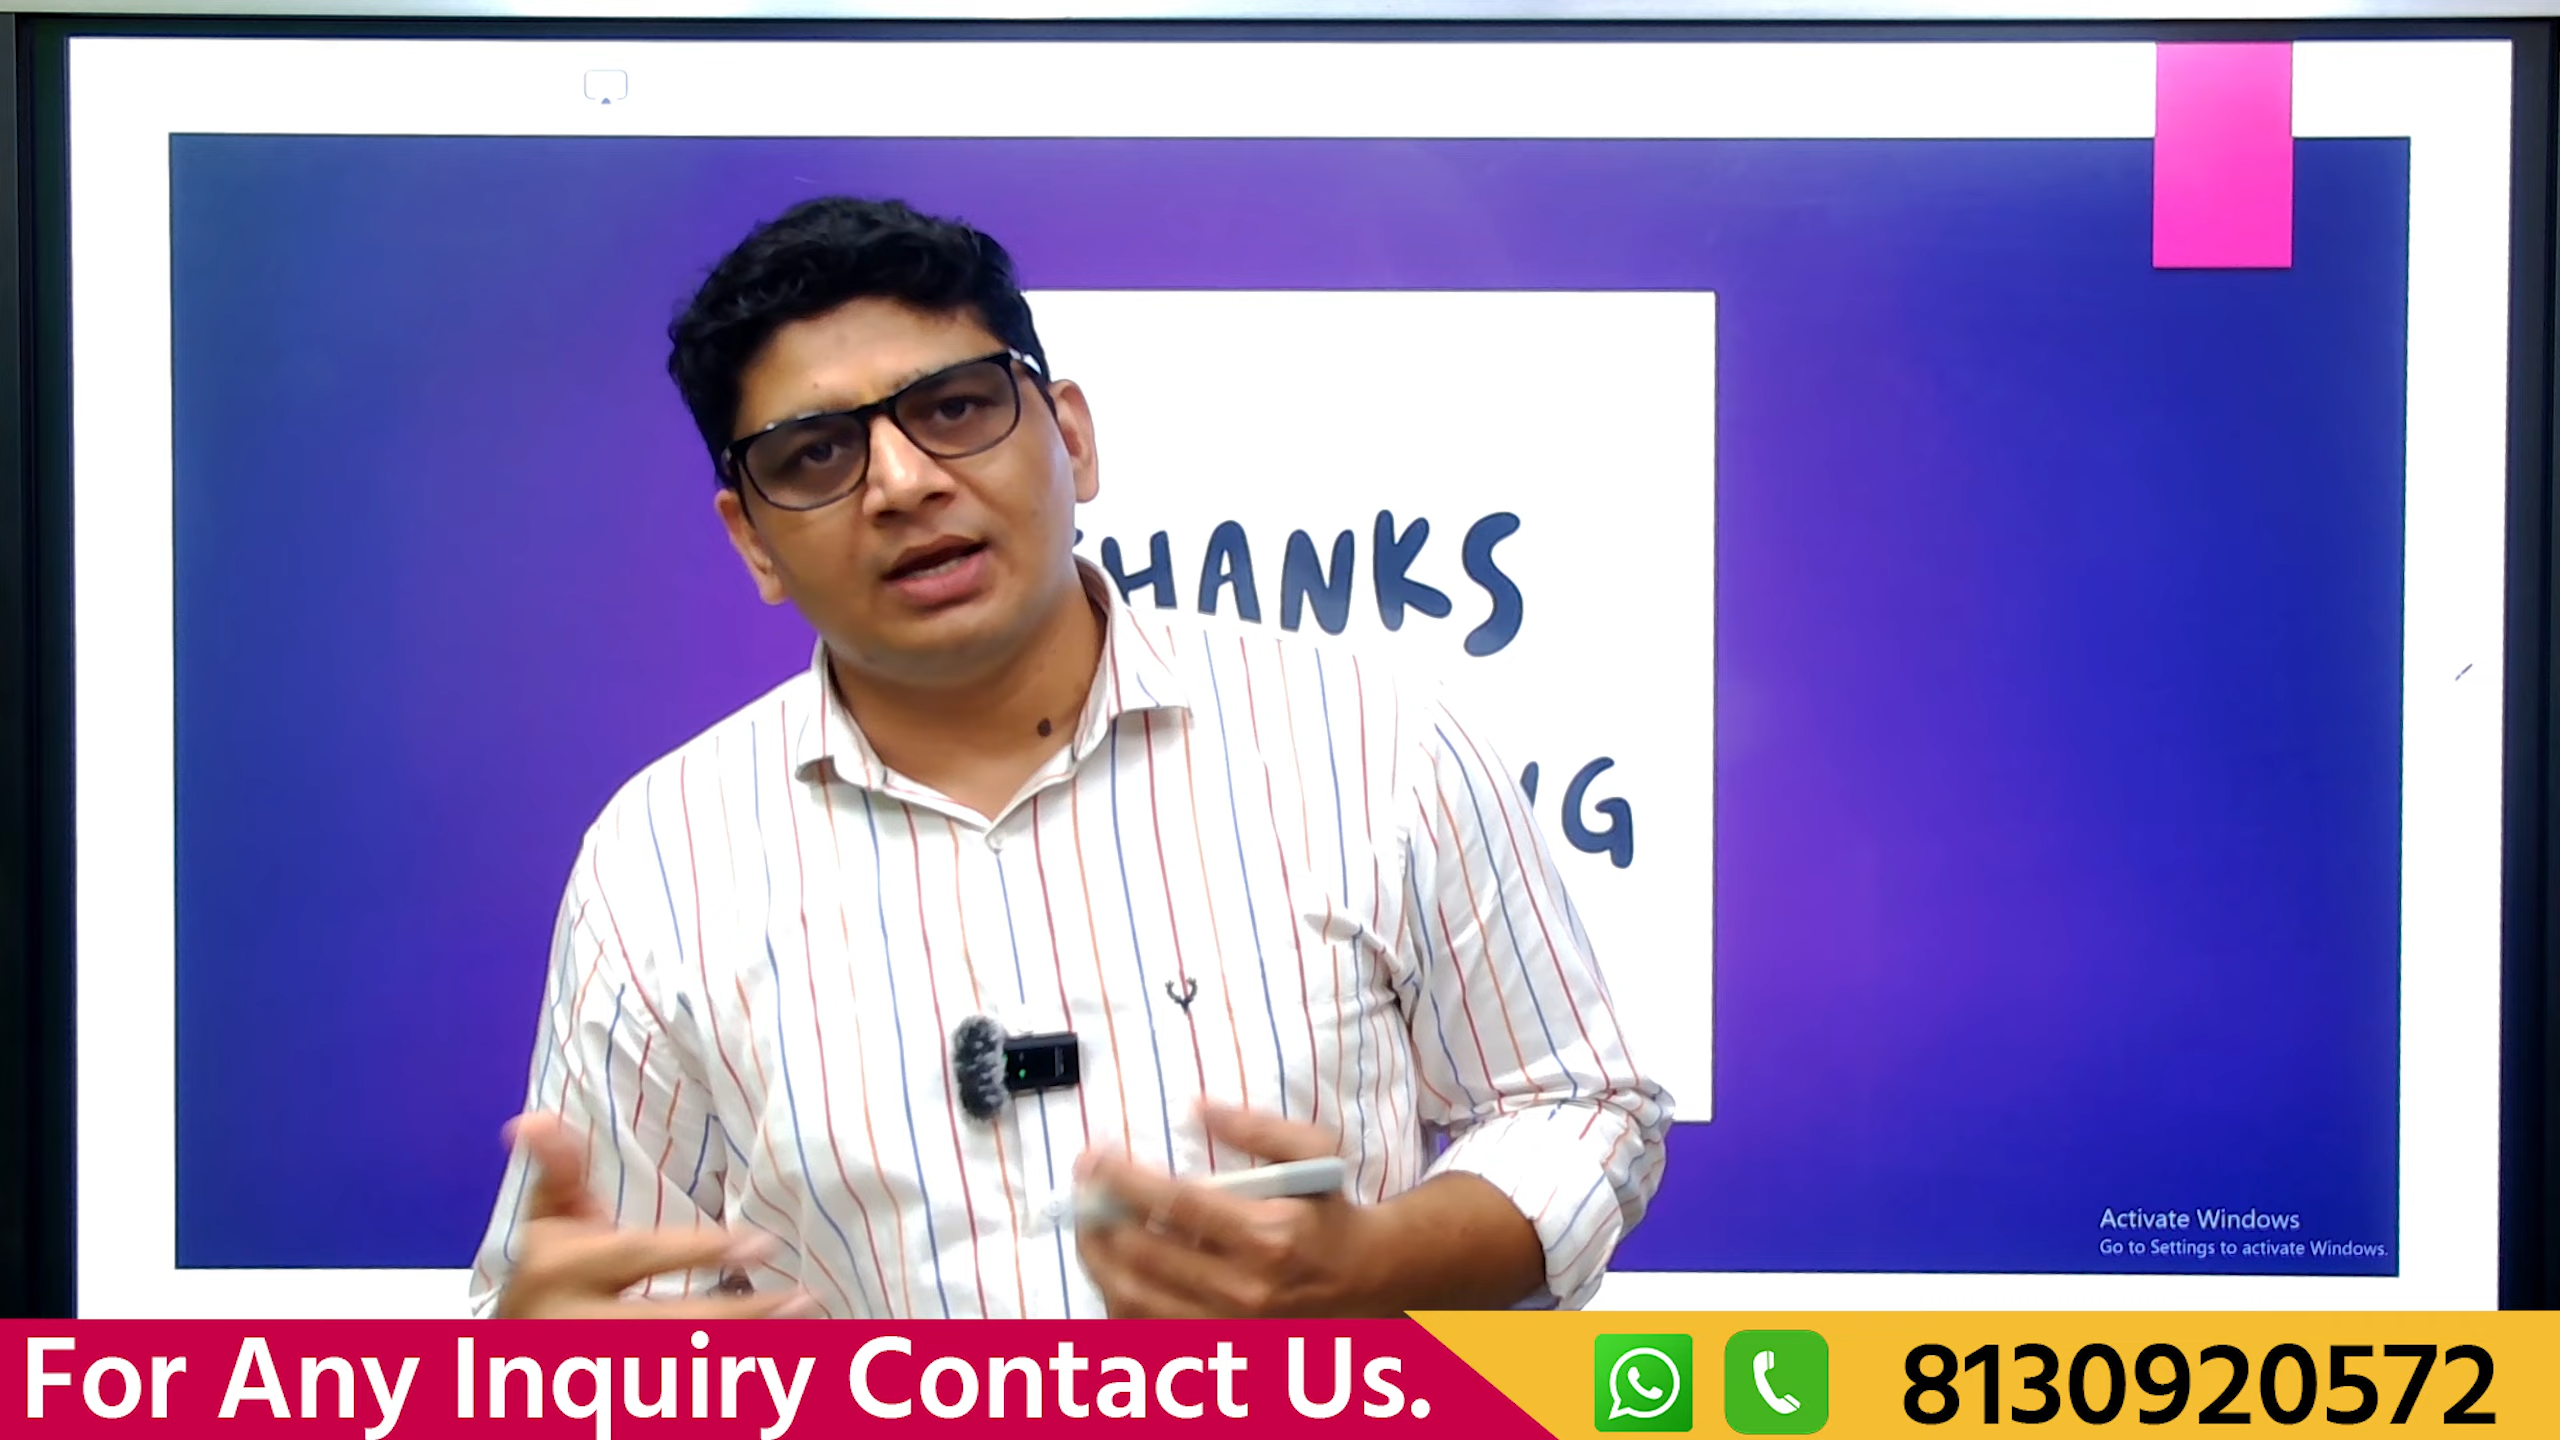 HANKS
G
Activate Windows
Go to Settings to activate Windows.
For Any Inquiry Contact Us.
8130920572